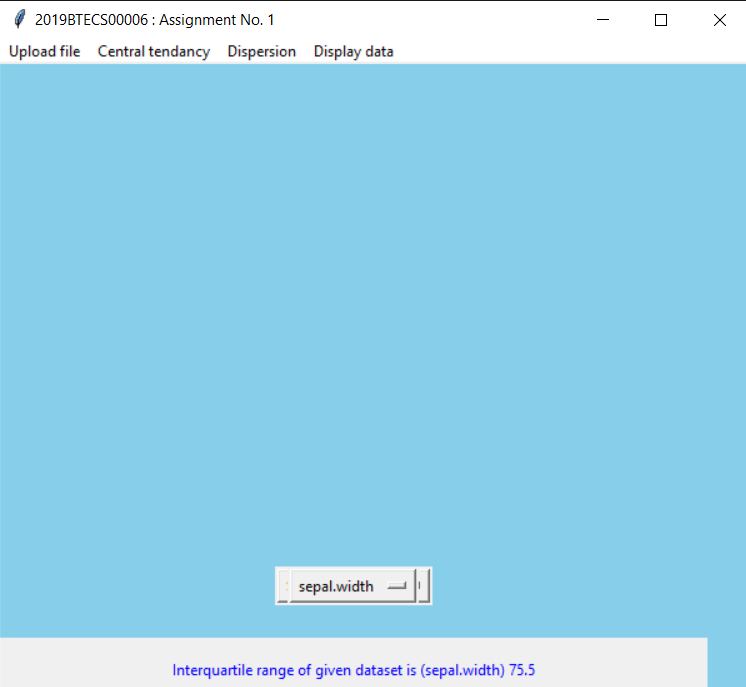 2019BTECS00006 : Assignment No. 1
Upload file Central tendancy Dispersion Display data
sepal.width
Interquartile range of given dataset is (sepal.width) 75.5